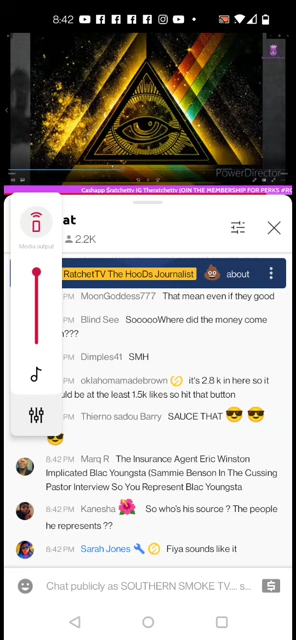 8:42
PowerDirector
Cashapp $ratchettv IG Theratchettv (JOIN THE MEMBERSHIP FOR PERKS #RO
at
2.2K
Media output
RatchetTV The HooDs Journalist 💩 about
PM MoonGoddess777 That mean even if they good
PM Blind See SoooooWhere did the money come
???
PM Dimples41 SMH
PM oklahomamadebrown it's 2.8 k in here so it
uld be at the least 1.5k likes so hit that button
PM Thierno sadou Barry SAUCE THAT 😎 😎
😎
8:42 PM Marq R The Insurance Agent Eric Winston
Implicated Blac Youngsta (Sammie Benson In The Cussing
Pastor Interview So You Represent Blac Youngsta
8:42 PM Kanesha 🌺 So who's his source ? The people
he represents ??
8:42 PM Sarah Jones 🔧 Fiya sounds like it
Chat publicly as SOUTHERN SMOKE TV.... s...